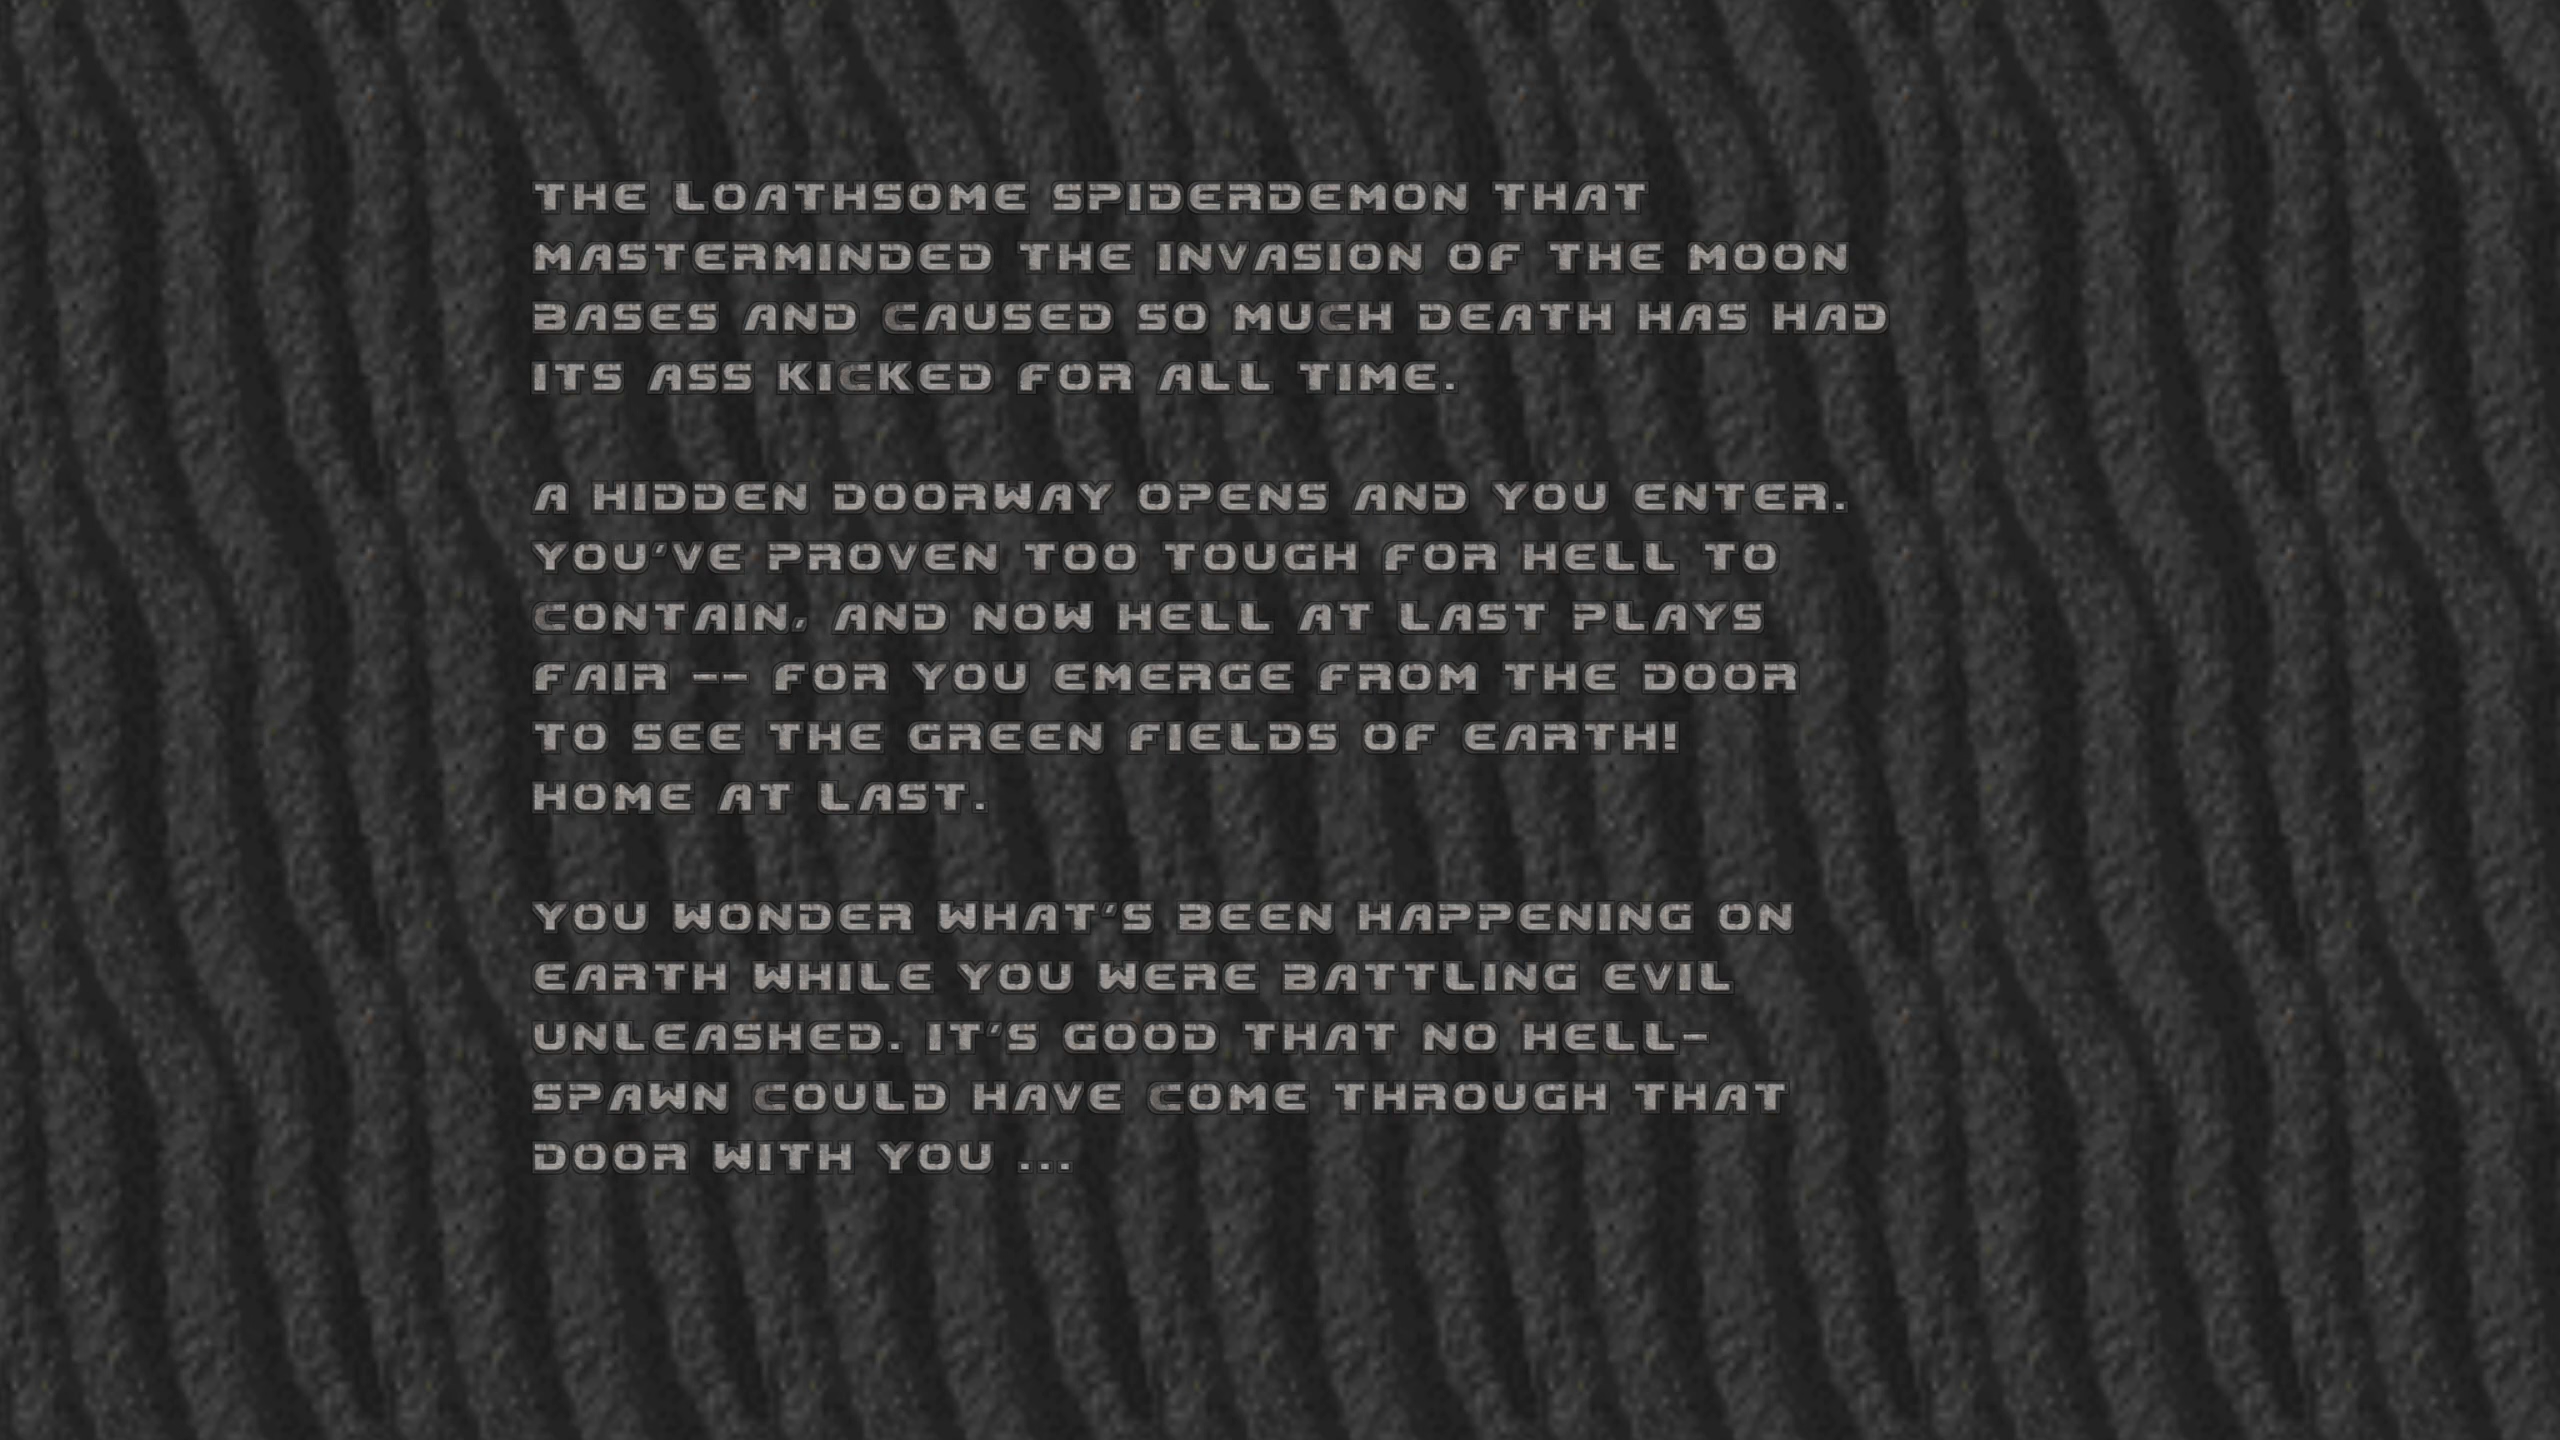 THE LOATHSOME SPIDERDEMON THAT
MASTERMINDED THE INVASION OF THE MOON
BASES AND CAUSED SO MUCH DEATH HAS HAD
ITS ASS KICKED FOR ALL TIME.
A HIDDEN DOORWAY OPENS AND YOU ENTER.
YOU'VE PROVEN TOO TOUGH FOR HELL TO
CONTAIN, AND NOW HELL AT LAST PLAYS
FAIR -- FOR YOU EMERGE FROM THE DOOR
TO SEE THE GREEN FIELDS OF EARTH!
HOME AT LAST.
YOU WONDER WHAT'S BEEN HAPPENING ON
EARTH WHILE YOU WERE BATTLING EVIL
UNLEASHED. IT'S GOOD THAT NO HELL-
SPAWN COULD HAVE COME THROUGH THAT
DOOR WITH YOU ...